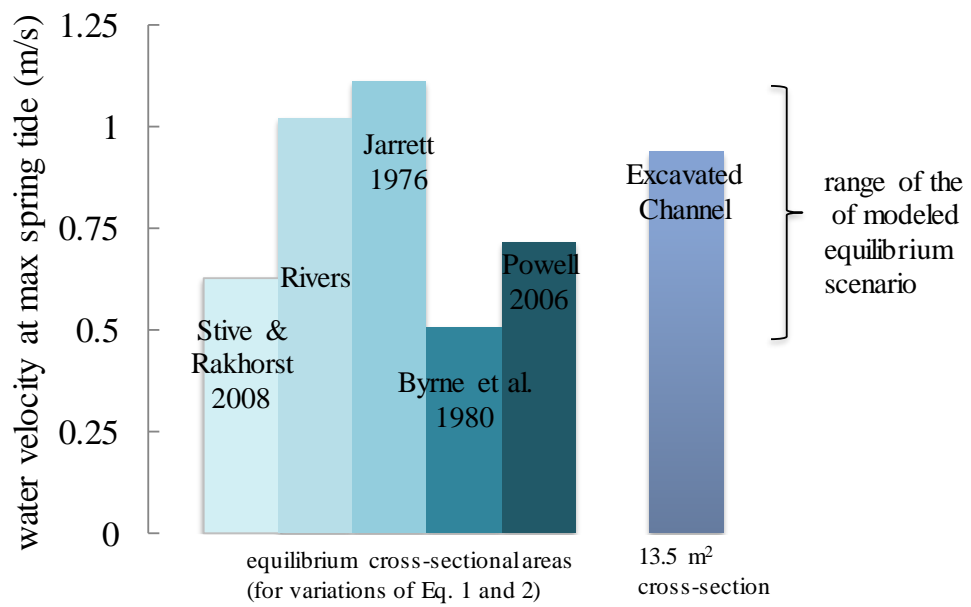 water velocity at max spring tide (m/s)
1.25
1
0.75
0.5
0.25
0
Stive &
Rakhorst
2008
Rivers
Jarrett
1976
Byrne et al.
1980
Powell
2006
Excavated
Channel
range of the
of modeled
equilibrium
scenario
equilibrium cross-sectional areas
(for variations of Eq. 1 and 2)
13.5 m²
cross-section